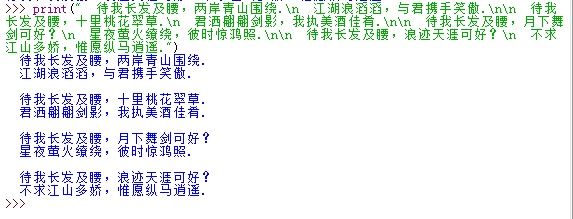 >>> print("  待我长发及腰，两岸青山围绕.\n  江湖浪滔滔，与君携手笑傲.\n\n  待我
长发及腰，十里桃花翠草.\n  君洒翩翩剑影，我执美酒佳肴.\n\n  待我长发及腰，月下舞
剑可好？\n  星夜萤火缭绕，彼时惊鸿照.\n\n  待我长发及腰，浪迹天涯可好？\n  不求
江山多娇，惟愿纵马逍遥.")
  待我长发及腰，两岸青山围绕.
  江湖浪滔滔，与君携手笑傲.

  待我长发及腰，十里桃花翠草.
  君洒翩翩剑影，我执美酒佳肴.

  待我长发及腰，月下舞剑可好？
  星夜萤火缭绕，彼时惊鸿照.

  待我长发及腰，浪迹天涯可好？
  不求江山多娇，惟愿纵马逍遥.
>>>